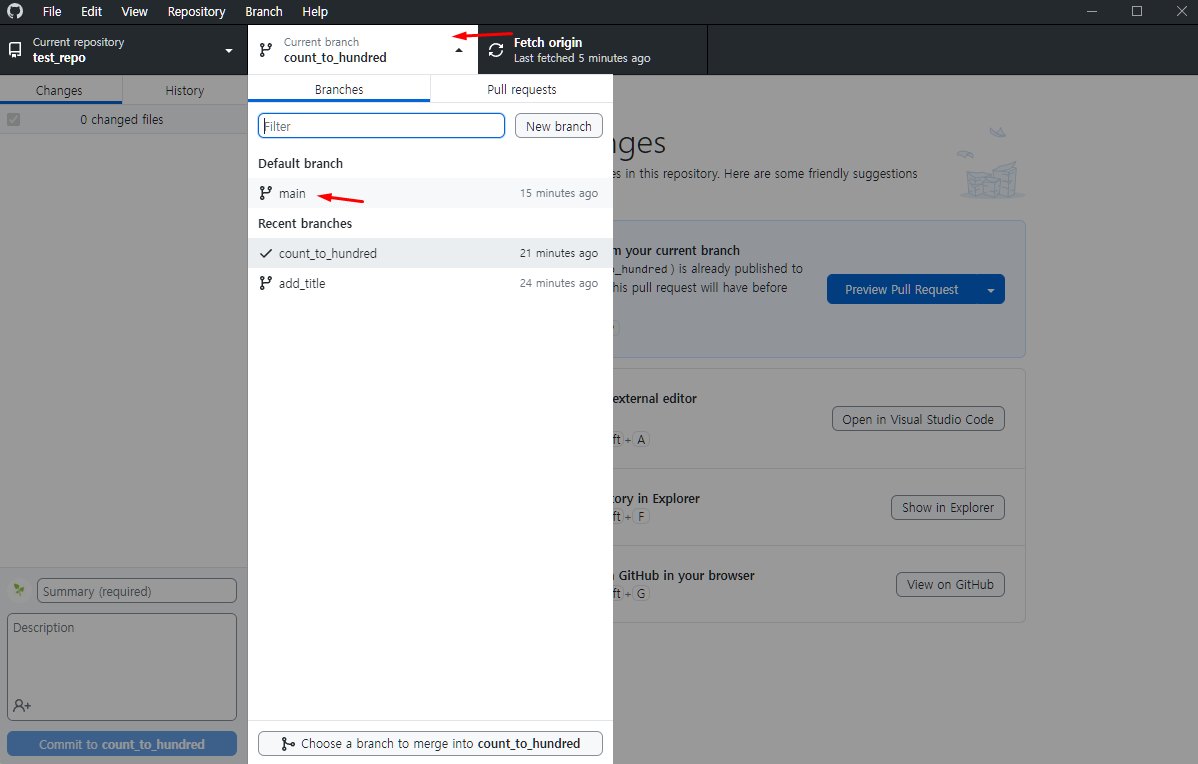 File Edit View Repository Branch Help
Current repository
test_repo
Current branch
count_to_hundred
Fetch origin
Last fetched 5 minutes ago
Changes
History
0 changed files
Branches
Pull requests
Filter
New branch
Default branch
main 15 minutes ago
Recent branches
count_to_hundred 21 minutes ago
add_title 24 minutes ago
Choose a branch to merge into count_to_hundred
nges
es in this repository. Here are some friendly suggestions
m your current branch
o_hundred) is already published to
his pull request will have before
Preview Pull Request
external editor
ft + A
Open in Visual Studio Code
tory in Explorer
ft + F
Show in Explorer
GitHub in your browser
ft + G
View on GitHub
Summary (required)
Description
Commit to count_to_hundred